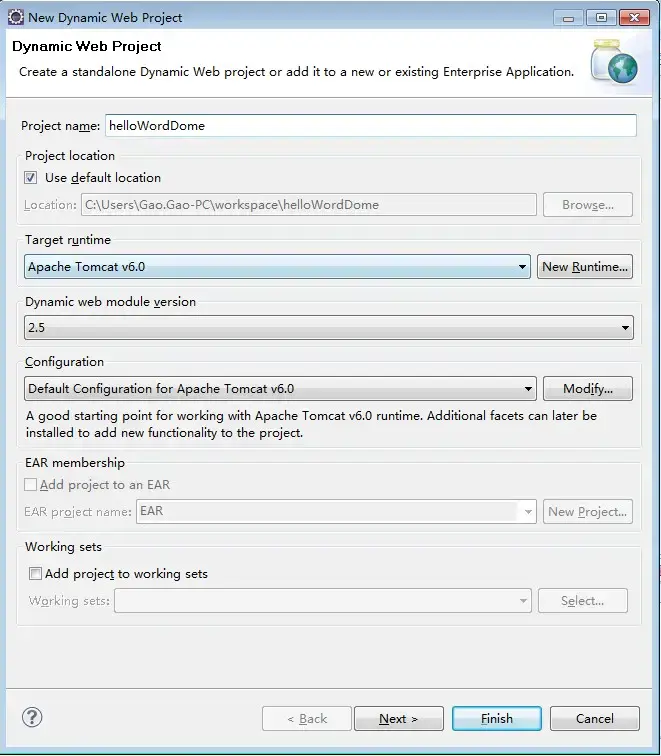 New Dynamic Web Project
Dynamic Web Project
Create a standalone Dynamic Web project or add it to a new or existing Enterprise Application.
Project name: helloWordDome
Project location
Use default location
Location: C:\Users\Gao.Gao-PC\workspace\helloWordDome Browse...
Target runtime
Apache Tomcat v6.0 New Runtime...
Dynamic web module version
2.5
Configuration
Default Configuration for Apache Tomcat v6.0 Modify...
A good starting point for working with Apache Tomcat v6.0 runtime. Additional facets can later be
installed to add new functionality to the project.
EAR membership
Add project to an EAR
EAR project name: EAR New Project...
Working sets
Add project to working sets
Working sets: Select...
? < Back Next > Finish Cancel